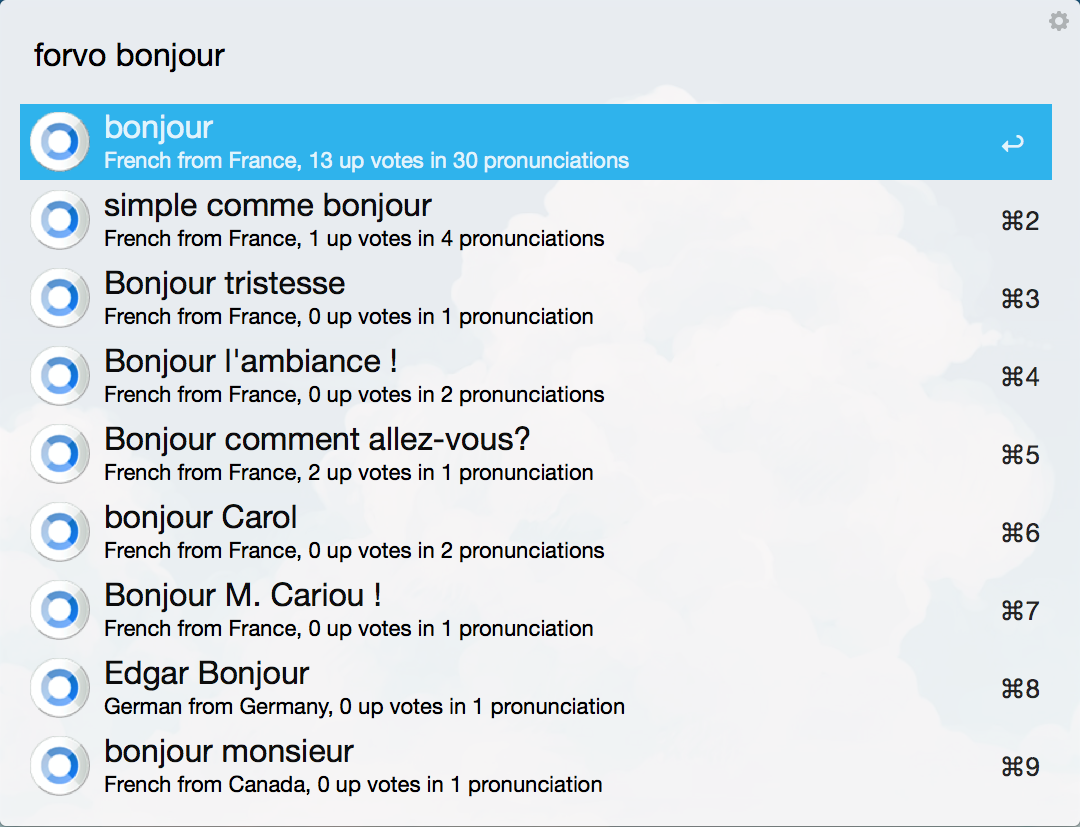 forvo bonjour
bonjour
French from France, 13 up votes in 30 pronunciations
↩
simple comme bonjour
French from France, 1 up votes in 4 pronunciations
⌘2
Bonjour tristesse
French from France, 0 up votes in 1 pronunciation
⌘3
Bonjour l'ambiance !
French from France, 0 up votes in 2 pronunciations
⌘4
Bonjour comment allez-vous?
French from France, 2 up votes in 1 pronunciation
⌘5
bonjour Carol
French from France, 0 up votes in 2 pronunciations
⌘6
Bonjour M. Cariou !
French from France, 0 up votes in 1 pronunciation
⌘7
Edgar Bonjour
German from Germany, 0 up votes in 1 pronunciation
⌘8
bonjour monsieur
French from Canada, 0 up votes in 1 pronunciation
⌘9